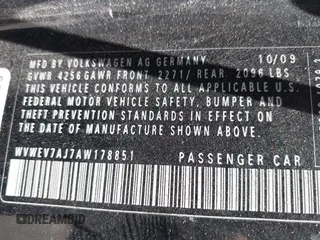 MFD BY VOLKSWAGEN AG GERMANY 10/09
GVWR 4256 GAWR FRONT. 2271/ REAR. 2096 LBS
THIS VEHICLE CONFORMS TO ALL APPLICABLE U.S.
FEDERAL MOTOR VEHICLE SAFETY, BUMPER AND
THEFT PREVENTION STANDARDS IN EFFECT ON THE
DATE OF MANUFACTURE SHOWN ABOVE.
WVWEV7AJ7AW178851 PASSENGER CAR
WVWEV7AJ7AW178851